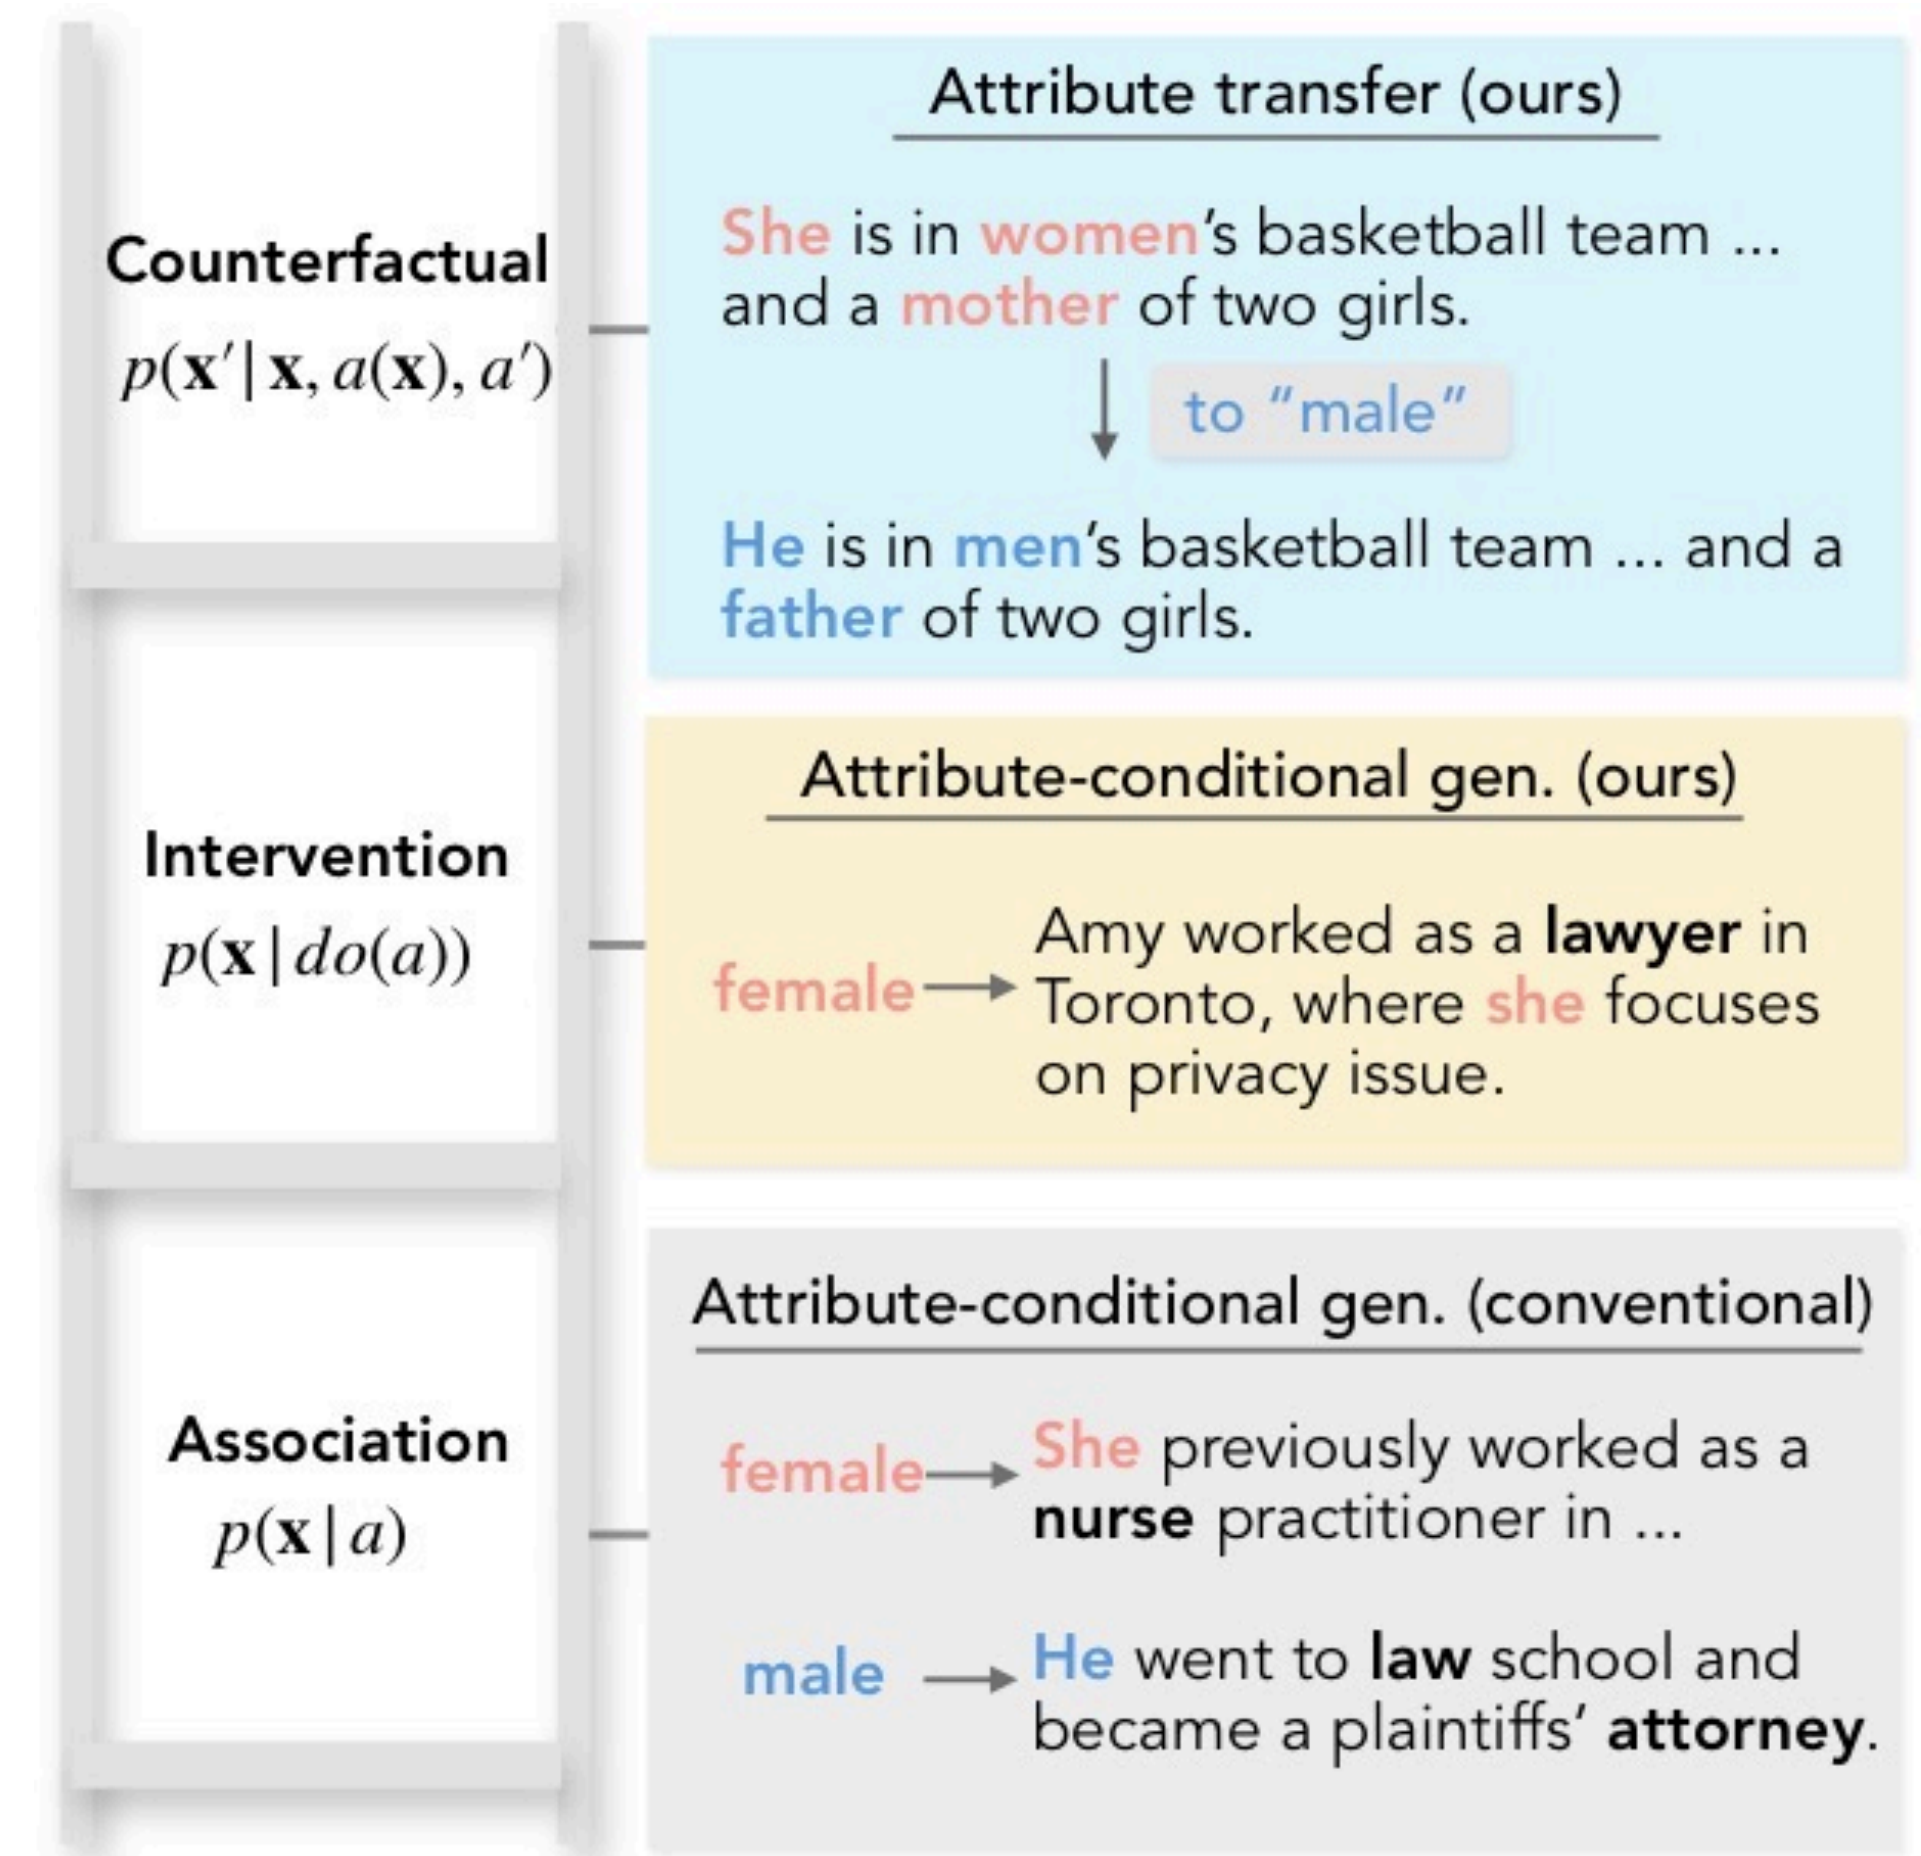 Counterfactual
p(x′|x, a(x), a′)
Attribute transfer (ours)
She is in women’s basketball team ...
and a mother of two girls.
to “male”
He is in men’s basketball team ... and a
father of two girls.
Intervention
p(x|do(a))
Attribute-conditional gen. (ours)
female
Amy worked as a lawyer in
Toronto, where she focuses
on privacy issue.
Association
p(x|a)
Attribute-conditional gen. (conventional)
female
She previously worked as a
nurse practitioner in ...
male
He went to law school and
became a plaintiffs’ attorney.